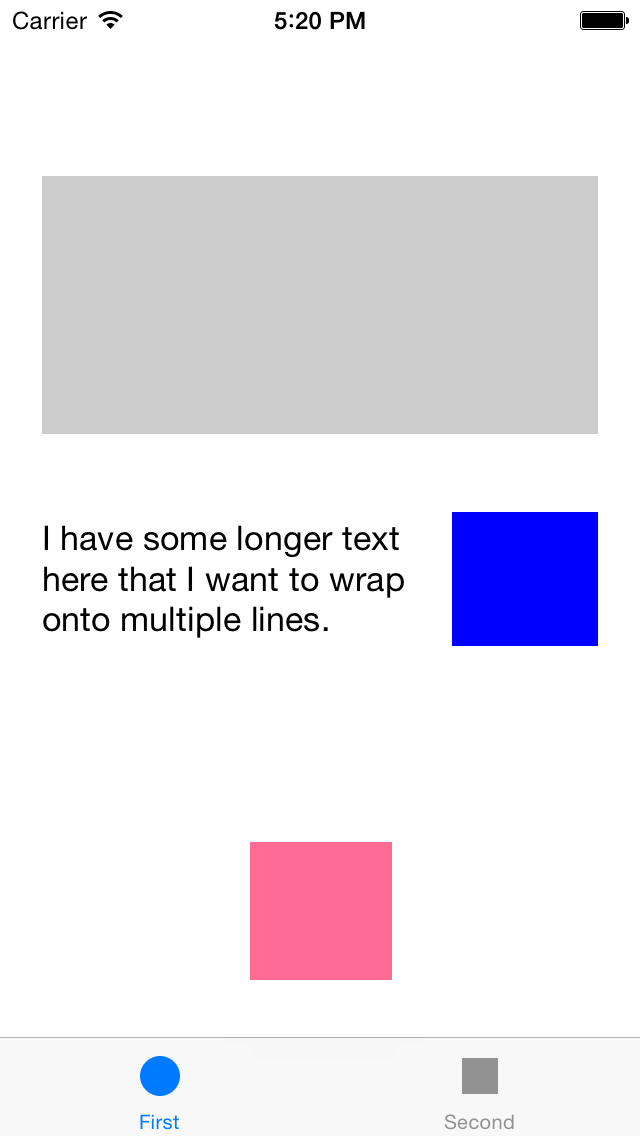 Carrier 5:20 PM
I have some longer text
here that I want to wrap
onto multiple lines.
First Second